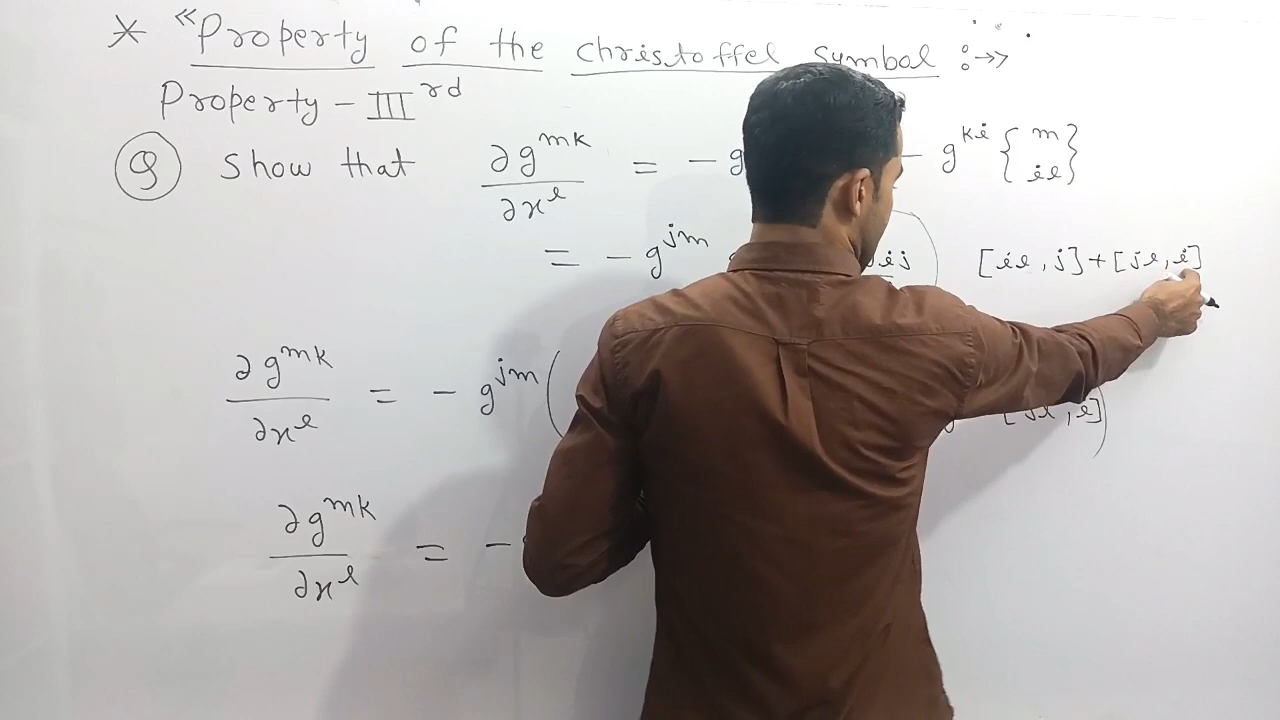 * “Property of the Christoffel Symbol :→>
Property - III rd
Q Show that ∂g^{mk}/∂x^l = - g - g^{ki} { m il }
= - g^{jm} ij ) [il , j] + [jl , i]
∂g^{mk}/∂x^l = - g^{jm} ( [jl , i] )
∂g^{mk}/∂x^l = -